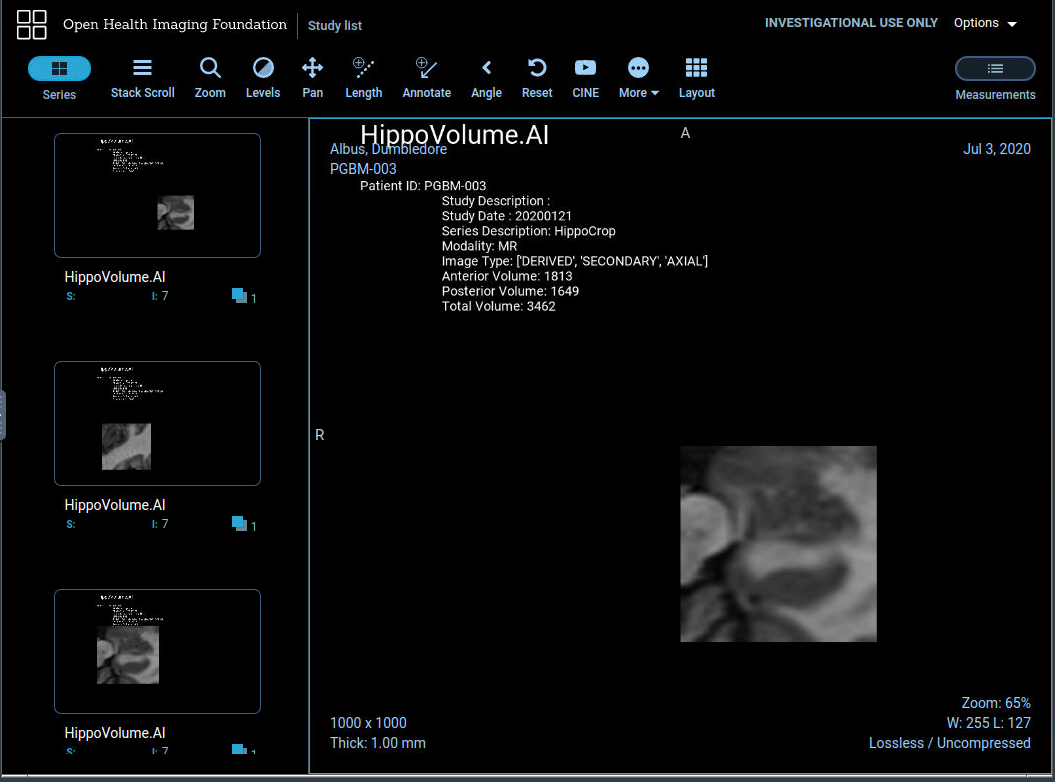 Open Health Imaging Foundation
Study list
INVESTIGATIONAL USE ONLY
Options
Series
Stack Scroll
Zoom
Levels
Pan
Length
Annotate
Angle
Reset
CINE
More
Layout
Measurements
HippoVolume.AI
S: I: 7 1
HippoVolume.AI
S: I: 7 1
HippoVolume.AI
S: I: 7 1
HippoVolume.AI
A
Albus, Dumbledore
Jul 3, 2020
PGBM-003
Patient ID: PGBM-003
Study Description :
Study Date : 20200121
Series Description: HippoCrop
Modality: MR
Image Type: ['DERIVED', 'SECONDARY', 'AXIAL']
Anterior Volume: 1813
Posterior Volume: 1649
Total Volume: 3462
R
1000 x 1000
Thick: 1.00 mm
Zoom: 65%
W: 255 L: 127
Lossless / Uncompressed